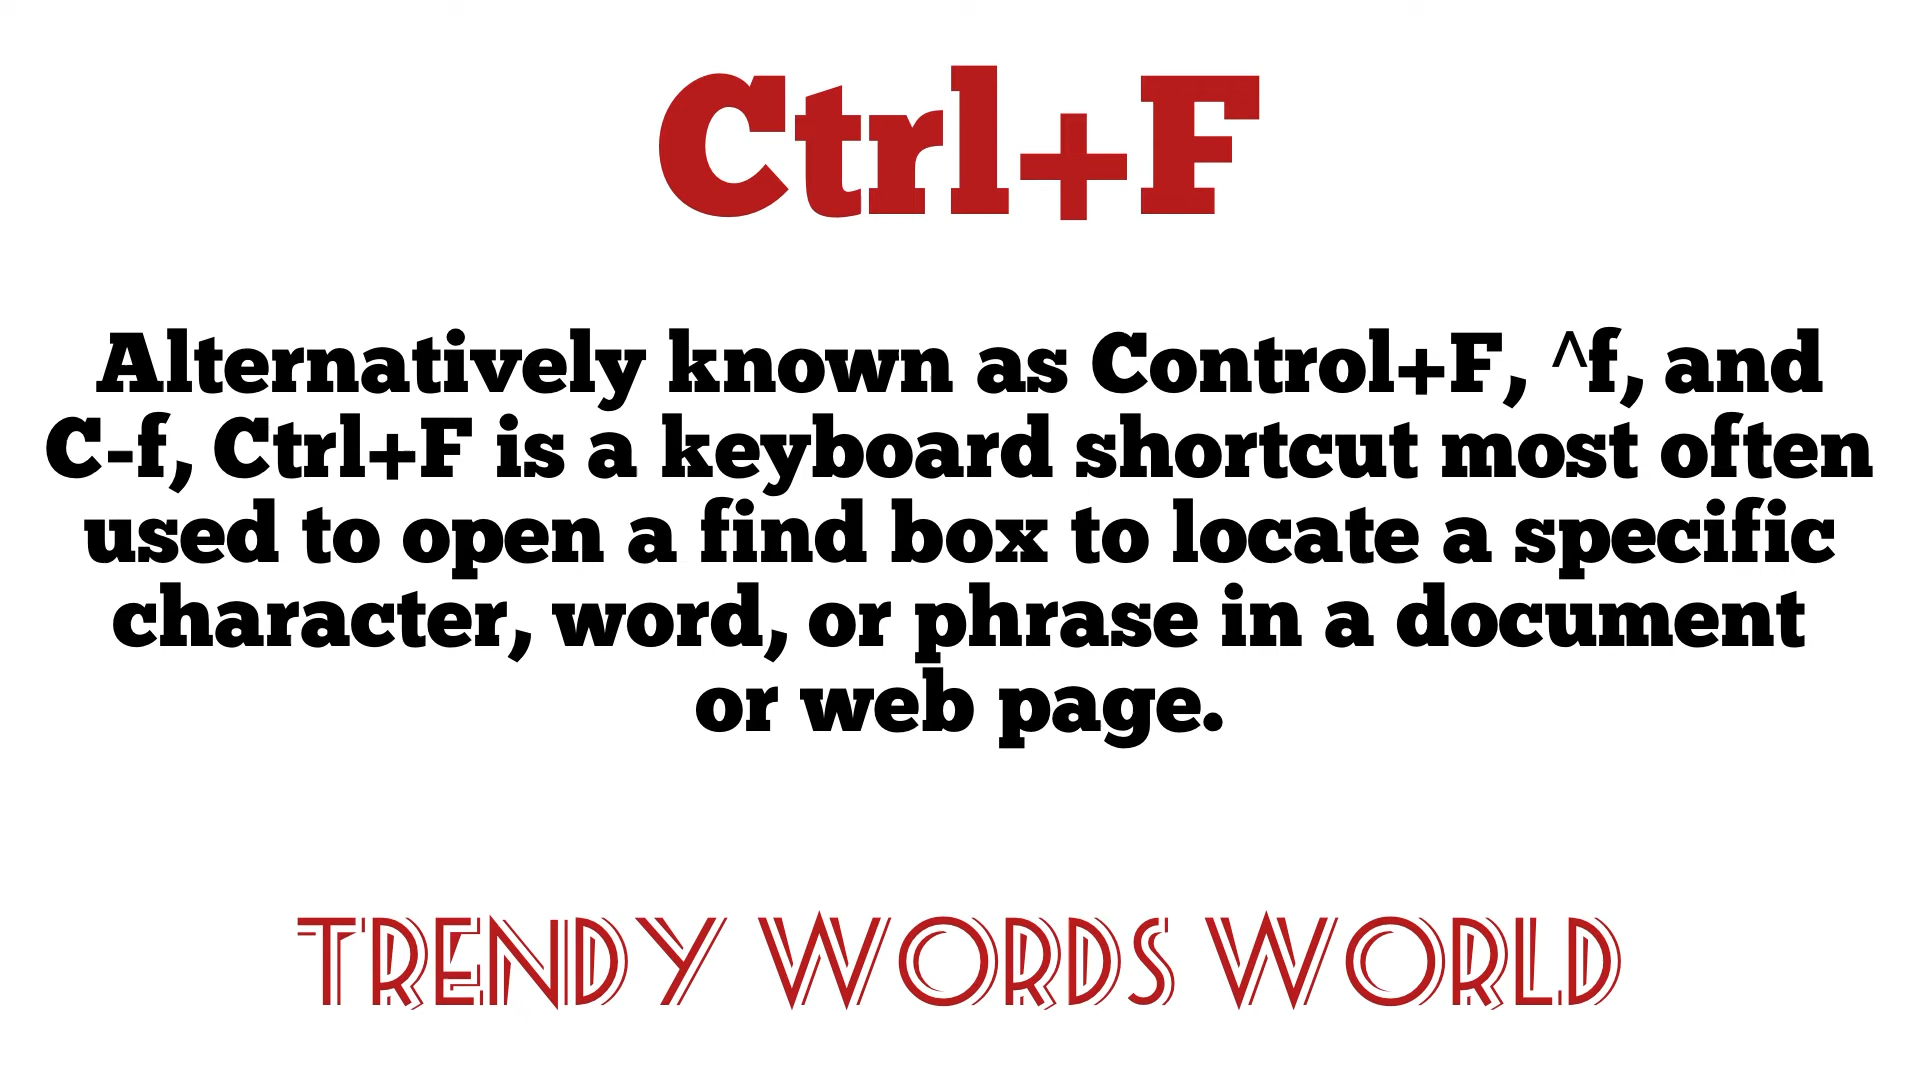 Ctrl+F
Alternatively known as Control+F, ^f, and
C-f, Ctrl+F is a keyboard shortcut most often
used to open a find box to locate a specific
character, word, or phrase in a document
or web page.
TRENDY WORDS WORLD